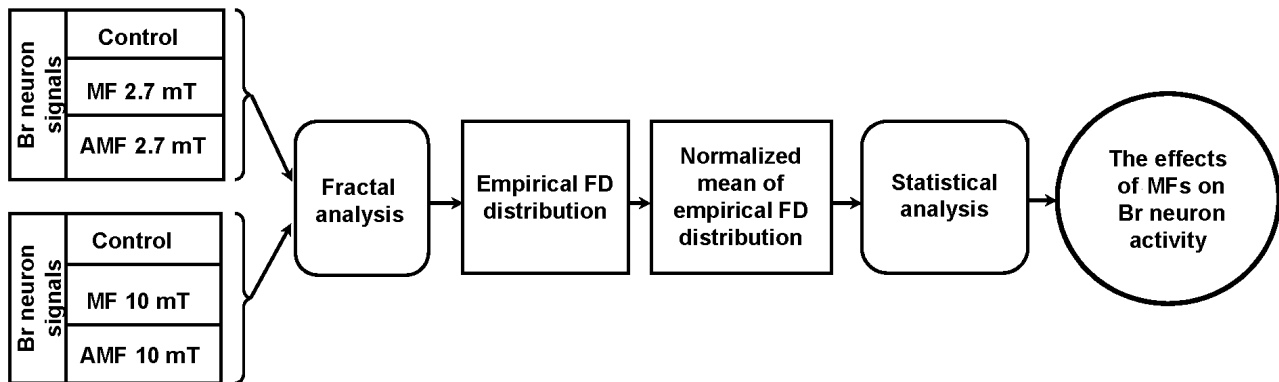 Br neuron
signals
Control
MF 2.7 mT
AMF 2.7 mT
Br neuron
signals
Control
MF 10 mT
AMF 10 mT
Fractal
analysis
Empirical FD
distribution
Normalized
mean of
empirical FD
distribution
Statistical
analysis
The effects
of MFs on
Br neuron
activity